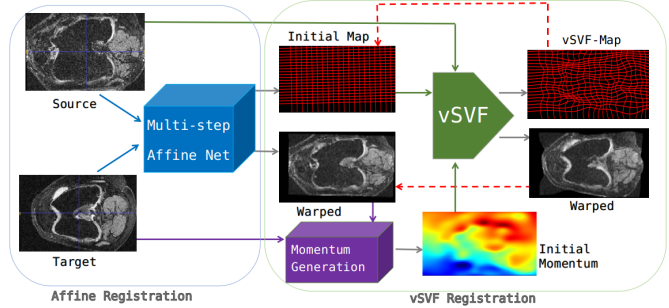 Initial Map
vSVF-Map
Source
Multi-step
Affine Net
vSVF
Warped
Warped
Target
Momentum
Generation
Initial
Momentum
Affine Registration
vSVF Registration